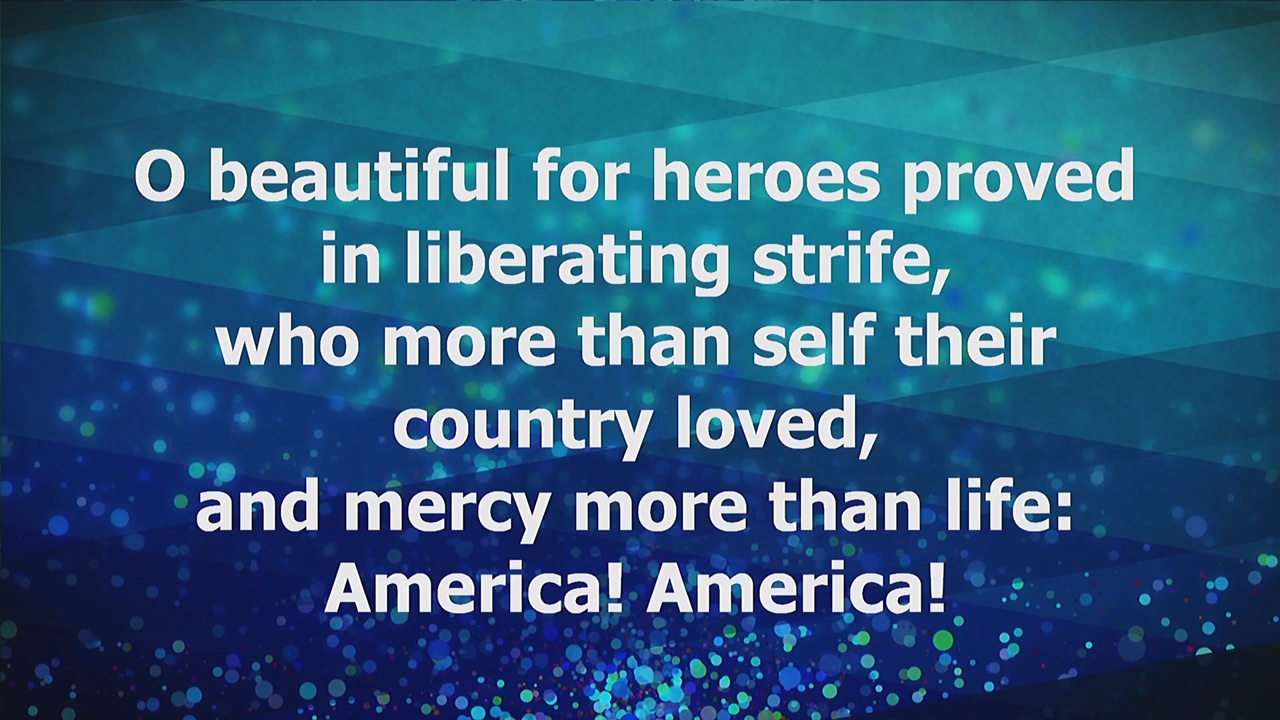 O beautiful for heroes proved
in liberating strife,
who more than self their
country loved,
and mercy more than life:
America! America!